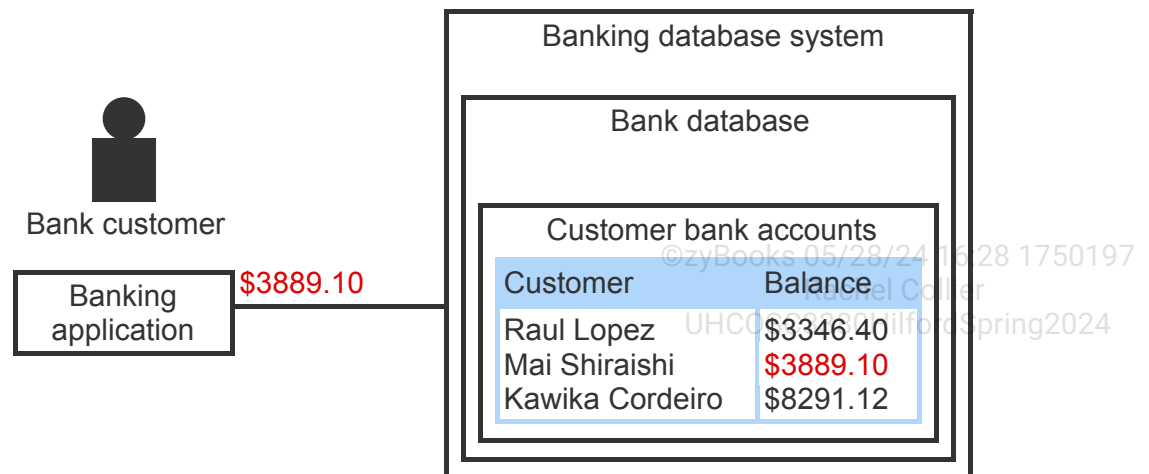 Banking database system
Bank database
Bank customer
Customer bank accounts
©zyBooks 05/28/24 16:28 1750197
Customer Balance
Rachel Collier
Banking application
$3889.10
Raul Lopez $3346.40
Mai Shiraishi $3889.10
Kawika Cordeiro $8291.12